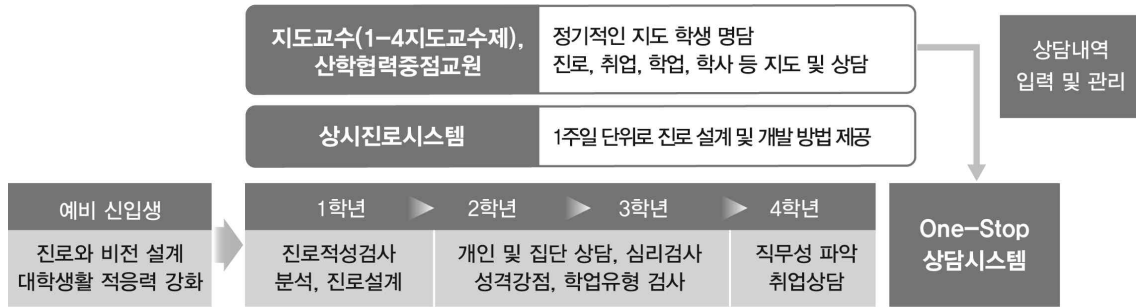 지도교수(1-4지도교수제),
산학협력중점교원
정기적인 지도 학생 명담
진로, 취업, 학업, 학사 등 지도 및 상담
상담내역
입력 및 관리
상시진로시스템
1주일 단위로 진로 설계 및 개발 방법 제공
예비 신입생
1학년
2학년
3학년
4학년
진로와 비전 설계
대학생활 적응력 강화
진로적성검사
분석, 진로설계
개인 및 집단 상담, 심리검사
성격강점, 학업유형 검사
직무성 파악
취업상담
One-Stop
상담시스템